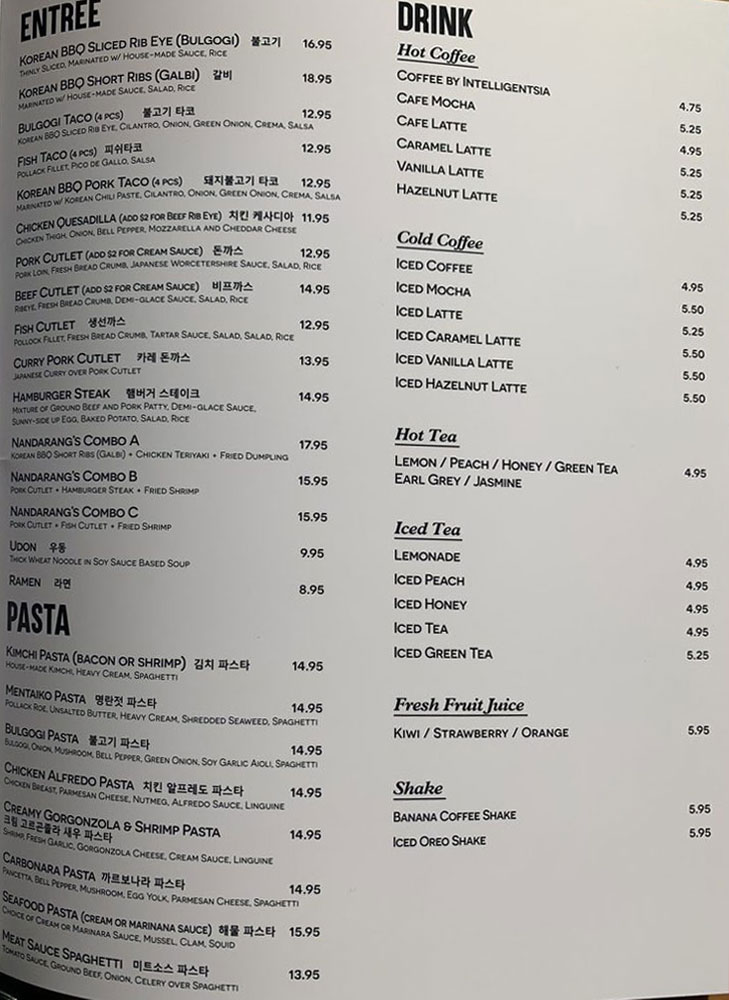 ENTRÉE
KOREAN BBQ SLICED RIB EYE (BULGOGI) 불고기 16.95
THINLY SLICED, MARINATED W/ HOUSE-MADE SAUCE, RICE
KOREAN BBQ SHORT RIBS (GALBI) 갈비 18.95
MARINATED W/ HOUSE-MADE SAUCE, SALAD, RICE
BULGOGI TACO (4 PCS) 불고기 타코 12.95
KOREAN BBQ SLICED RIB EYE, CILANTRO, ONION, GREEN ONION, CREMA, SALSA
FISH TACO (4 PCS) 피쉬타코 12.95
POLLACK FILLET, PICO DE GALLO, SALSA
KOREAN BBQ PORK TACO (4 PCS) 돼지불고기 타코 12.95
MARINATED W/ KOREAN CHILI PASTE, CILANTRO, ONION, GREEN ONION, CREMA, SALSA
CHICKEN QUESADILLA (ADD $2 FOR BEEF RIB EYE) 치킨 케사디아 11.95
CHICKEN THIGH, ONION, BELL PEPPER, MOZZARELLA AND CHEDDAR CHEESE
PORK CUTLET (ADD $2 FOR CREAM SAUCE) 돈까스 12.95
PORK LOIN, FRESH BREAD CRUMB, JAPANESE WORCETERSHIRE SAUCE, SALAD, RICE
BEEF CUTLET (ADD $2 FOR CREAM SAUCE) 비프까스 14.95
RIBEYE, FRESH BREAD CRUMB, DEMI-GLACE SAUCE, SALAD, RICE
FISH CUTLET 생선까스 12.95
POLLOCK FILLET, FRESH BREAD CRUMB, TARTAR SAUCE, SALAD, SALAD, RICE
CURRY PORK CUTLET 카레 돈까스 13.95
JAPANESE CURRY OVER PORK CUTLET
HAMBURGER STEAK 햄버거 스테이크 14.95
MIXTURE OF GROUND BEEF AND PORK PATTY, DEMI-GLACE SAUCE,
SUNNY-SIDE UP EGG, BAKED POTATO, SALAD, RICE
NANDARANG'S COMBO A 17.95
KOREAN BBQ SHORT RIBS (GALBI) + CHICKEN TERIYAKI + FRIED DUMPLING
NANDARANG'S COMBO B 15.95
PORK CUTLET + HAMBURGER STEAK + FRIED SHRIMP
NANDARANG'S COMBO C 15.95
PORK CUTLET + FISH CUTLET + FRIED SHRIMP
UDON 우동 9.95
THICK WHEAT NOODLE IN SOY SAUCE BASED SOUP
RAMEN 라면 8.95
PASTA
KIMCHI PASTA (BACON OR SHRIMP) 김치 파스타 14.95
HOUSE-MADE KIMCHI, HEAVY CREAM, SPAGHETTI
MENTAIKO PASTA 명란젓 파스타 14.95
POLLACK ROE, UNSALTED BUTTER, HEAVY CREAM, SHREDDED SEAWEED, SPAGHETTI
BULGOGI PASTA 불고기 파스타 14.95
BULGOGI, ONION, MUSHROOM, BELL PEPPER, GREEN ONION, SOY GARLIC AIOLI, SPAGHETTI
CHICKEN ALFREDO PASTA 치킨 알프레도 파스타 14.95
CHICKEN BREAST, PARMESAN CHEESE, NUTMEG, ALFREDO SAUCE, LINGUINE
CREAMY GORGONZOLA & SHRIMP PASTA 14.95
크림 고르곤졸라 새우 파스타
SHRIMP, FRESH GARLIC, GORGONZOLA CHEESE, CREAM SAUCE, LINGUINE
CARBONARA PASTA 까르보나라 파스타 14.95
PANCETTA, BELL PEPPER, MUSHROOM, EGG YOLK, PARMESAN CHEESE, SPAGHETTI
SEAFOOD PASTA (CREAM OR MARINANA SAUCE) 해물 파스타 15.95
CHOICE OF CREAM OR MARINARA SAUCE, MUSSEL, CLAM, SQUID
MEAT SAUCE SPAGHETTI 미트소스 파스타 13.95
TOMATO SAUCE, GROUND BEEF, ONION, CELERY OVER SPAGHETTI
DRINK
Hot Coffee
COFFEE BY INTELLIGENTSIA 4.75
CAFE MOCHA 5.25
CAFE LATTE 4.95
CARAMEL LATTE 5.25
VANILLA LATTE 5.25
HAZELNUT LATTE 5.25
Cold Coffee
ICED COFFEE 4.95
ICED MOCHA 5.50
ICED LATTE 5.25
ICED CARAMEL LATTE 5.50
ICED VANILLA LATTE 5.50
ICED HAZELNUT LATTE 5.50
Hot Tea
LEMON / PEACH / HONEY / GREEN TEA 4.95
EARL GREY / JASMINE
Iced Tea
LEMONADE 4.95
ICED PEACH 4.95
ICED HONEY 4.95
ICED TEA 4.95
ICED GREEN TEA 5.25
Fresh Fruit Juice
KIWI / STRAWBERRY / ORANGE 5.95
Shake
BANANA COFFEE SHAKE 5.95
ICED OREO SHAKE 5.95